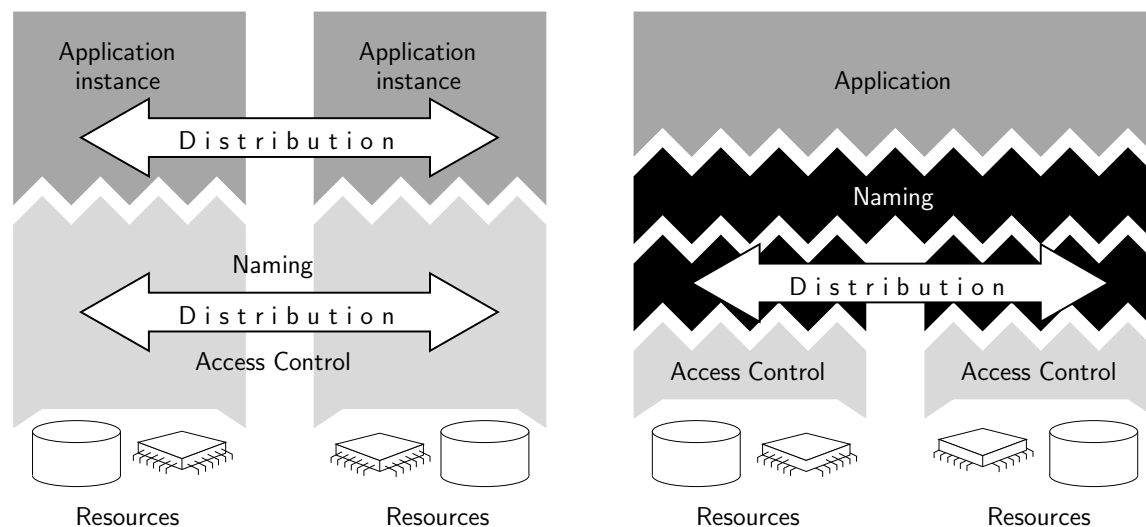 Application
instance
Application
instance
Distribution
Naming
Distribution
Access Control
Resources
Resources
Application
Naming
Distribution
Access Control
Access Control
Resources
Resources